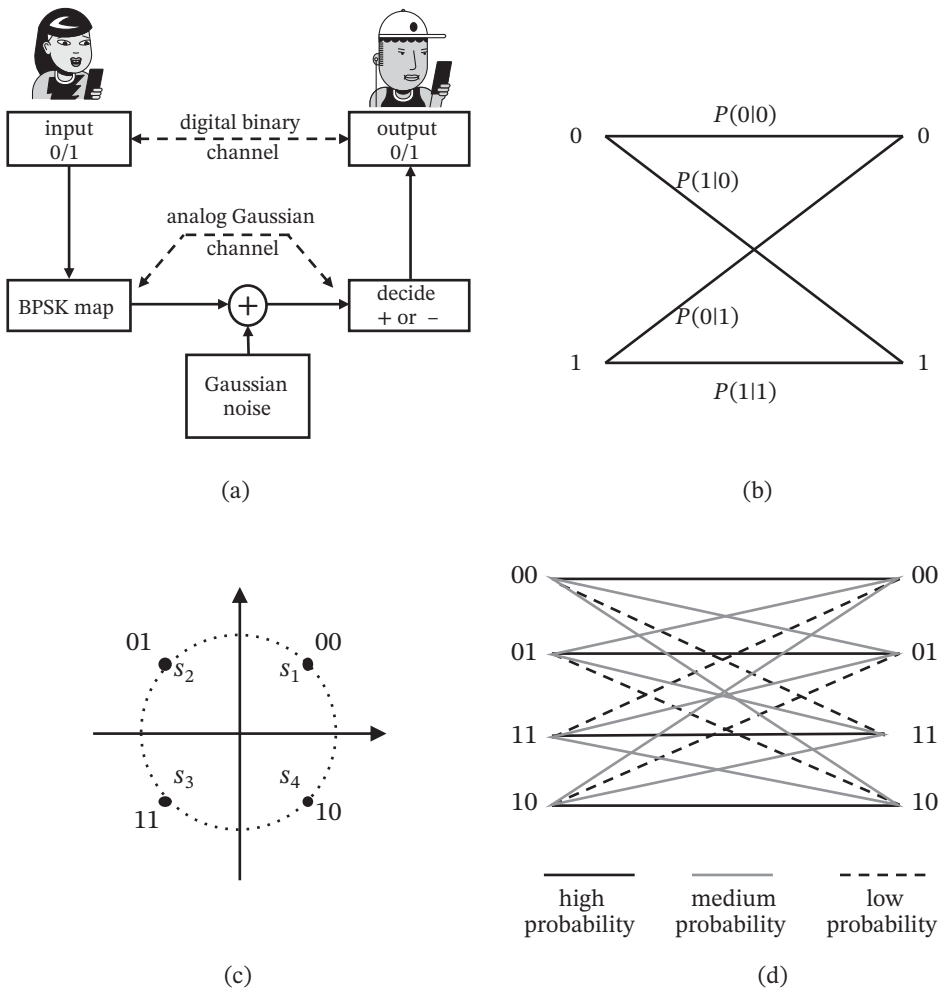 input
0/1
digital binary
channel
output
0/1
analog Gaussian
channel
BPSK map
+
decide
+ or –
Gaussian
noise
(a)
P(0|0)
0
0
P(1|0)
P(0|1)
1
1
P(1|1)
(b)
01
00
s2
s1
s3
s4
11
10
(c)
00
00
01
01
11
11
10
10
high
probability
medium
probability
low
probability
(d)